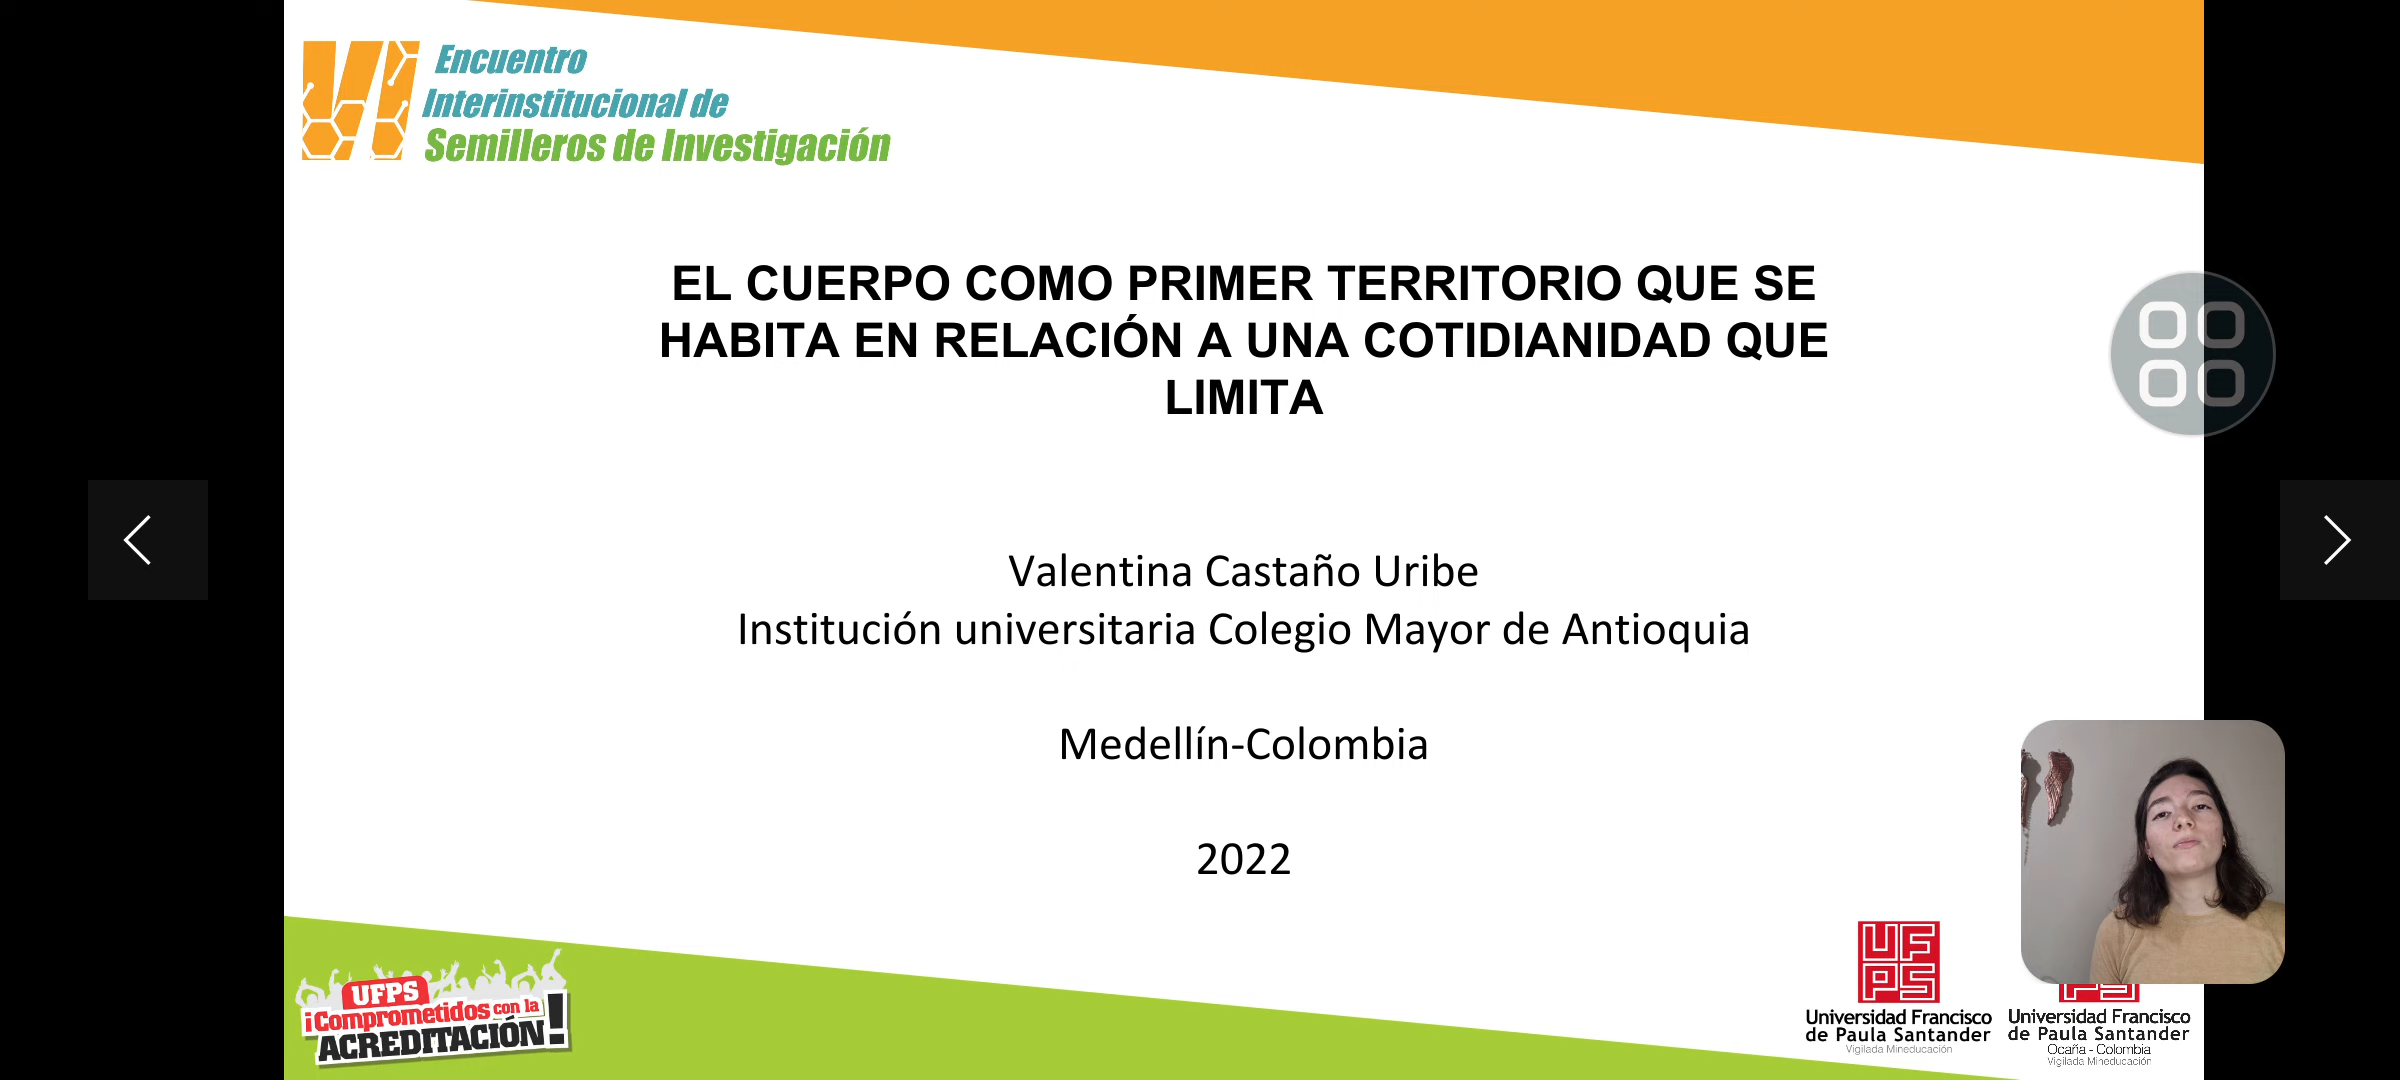 Encuentro
Interinstitucional de
Semilleros de Investigación
EL CUERPO COMO PRIMER TERRITORIO QUE SE
HABITA EN RELACIÓN A UNA COTIDIANIDAD QUE
LIMITA
Valentina Castaño Uribe
Institución universitaria Colegio Mayor de Antioquia
Medellín-Colombia
2022
UFPS
¡Comprometidos con la
ACREDITACIÓN!
UFPS
Universidad Francisco
de Paula Santander
Vigilada Mineducación
Universidad Francisco
de Paula Santander
Ocaña - Colombia
Vigilada Mineducación